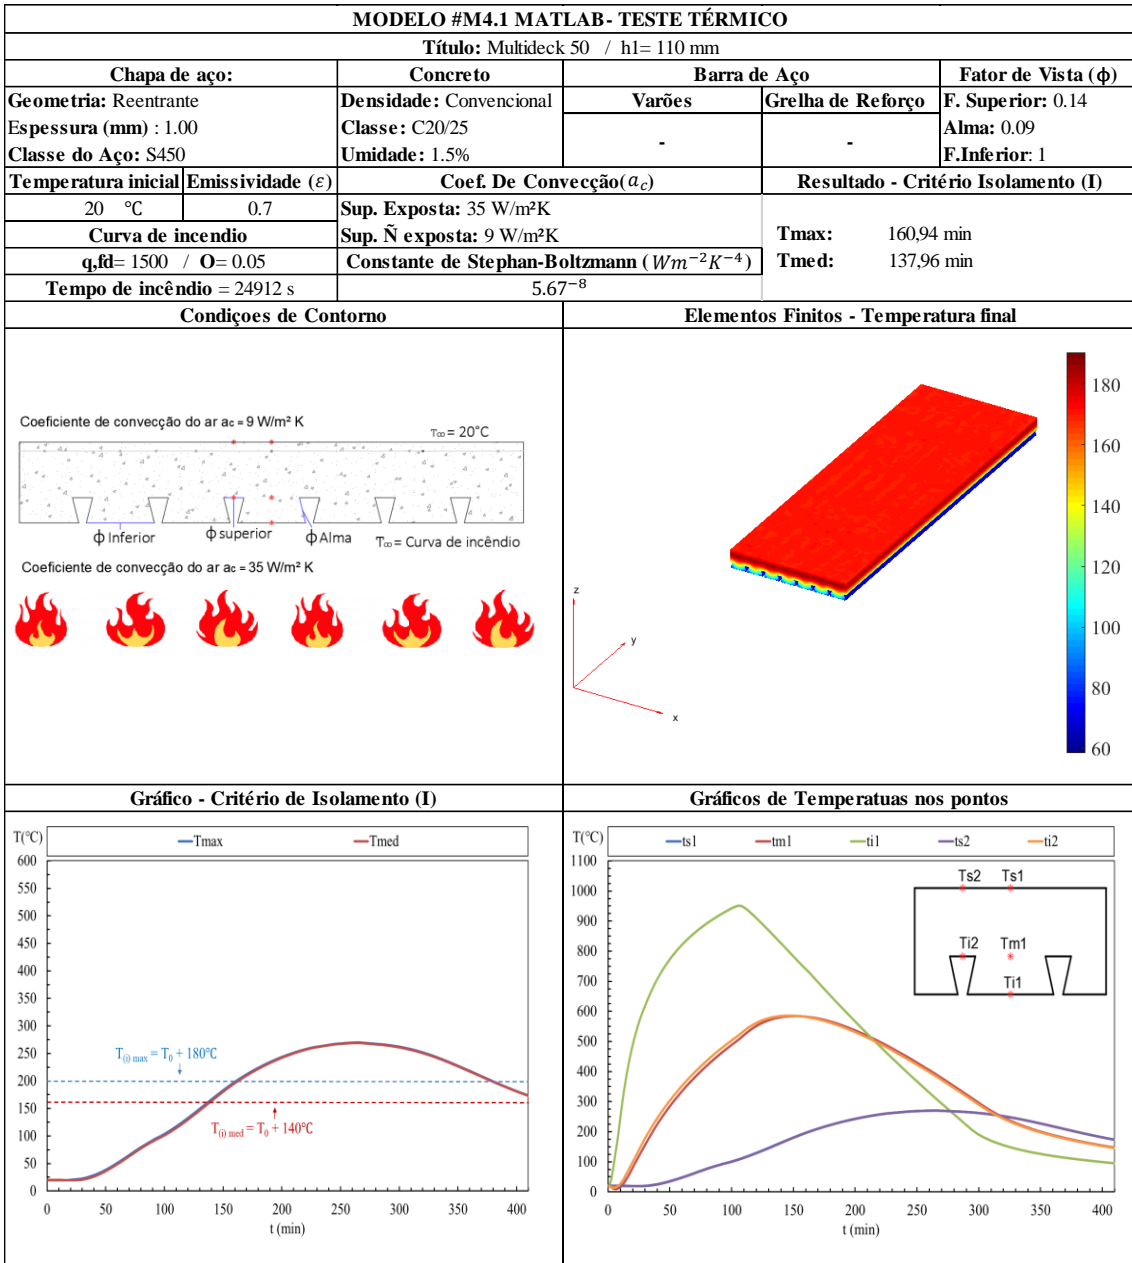 MODELO #M4.1 MATLAB- TESTE TÉRMICO
Título: Multideck 50 / h1= 110 mm
Chapa de aço:
Concreto
Barra de Aço
Fator de Vista (ϕ)
Geometria: Reentrante
Espessura (mm) : 1.00
Classe do Aço: S450
Densidade: Convencional
Classe: C20/25
Umidade: 1.5%
Varões
-
Grelha de Reforço
-
F. Superior: 0.14
Alma: 0.09
F.Inferior: 1
Temperatura inicial
Emissividade (ε)
Coef. De Convecção(a_c)
Resultado - Critério Isolamento (I)
20 °C
0.7
Sup. Exposta: 35 W/m²K
Sup. Ñ exposta: 9 W/m²K
Tmax: 160,94 min
Tmed: 137,96 min
Curva de incendio
q,fd= 1500 / O= 0.05
Constante de Stephan-Boltzmann (Wm⁻²K⁻⁴)
Tempo de incêndio = 24912 s
5.67⁻⁸
Condiçoes de Contorno
Elementos Finitos - Temperatura final
Coeficiente de convecção do ar ac = 9 W/m² K
T∞ = 20°C
ϕ Inferior
ϕ superior
ϕ Alma
T∞ = Curva de incêndio
Coeficiente de convecção do ar ac = 35 W/m² K
z
y
x
180
160
140
120
100
80
60
Gráfico - Critério de Isolamento (I)
Gráficos de Temperatuas nos pontos
T(°C)
Tmax
Tmed
600
550
500
450
400
350
300
250
200
150
100
50
0
T(i) max = T0 + 180°C
T(i) med = T0 + 140°C
0 50 100 150 200 250 300 350 400
t (min)
T(°C)
ts1
tm1
ti1
ts2
ti2
1100
1000
900
800
700
600
500
400
300
200
100
0
Ts2 Ts1
Ti2 Tm1
Ti1
0 50 100 150 200 250 300 350 400
t (min)